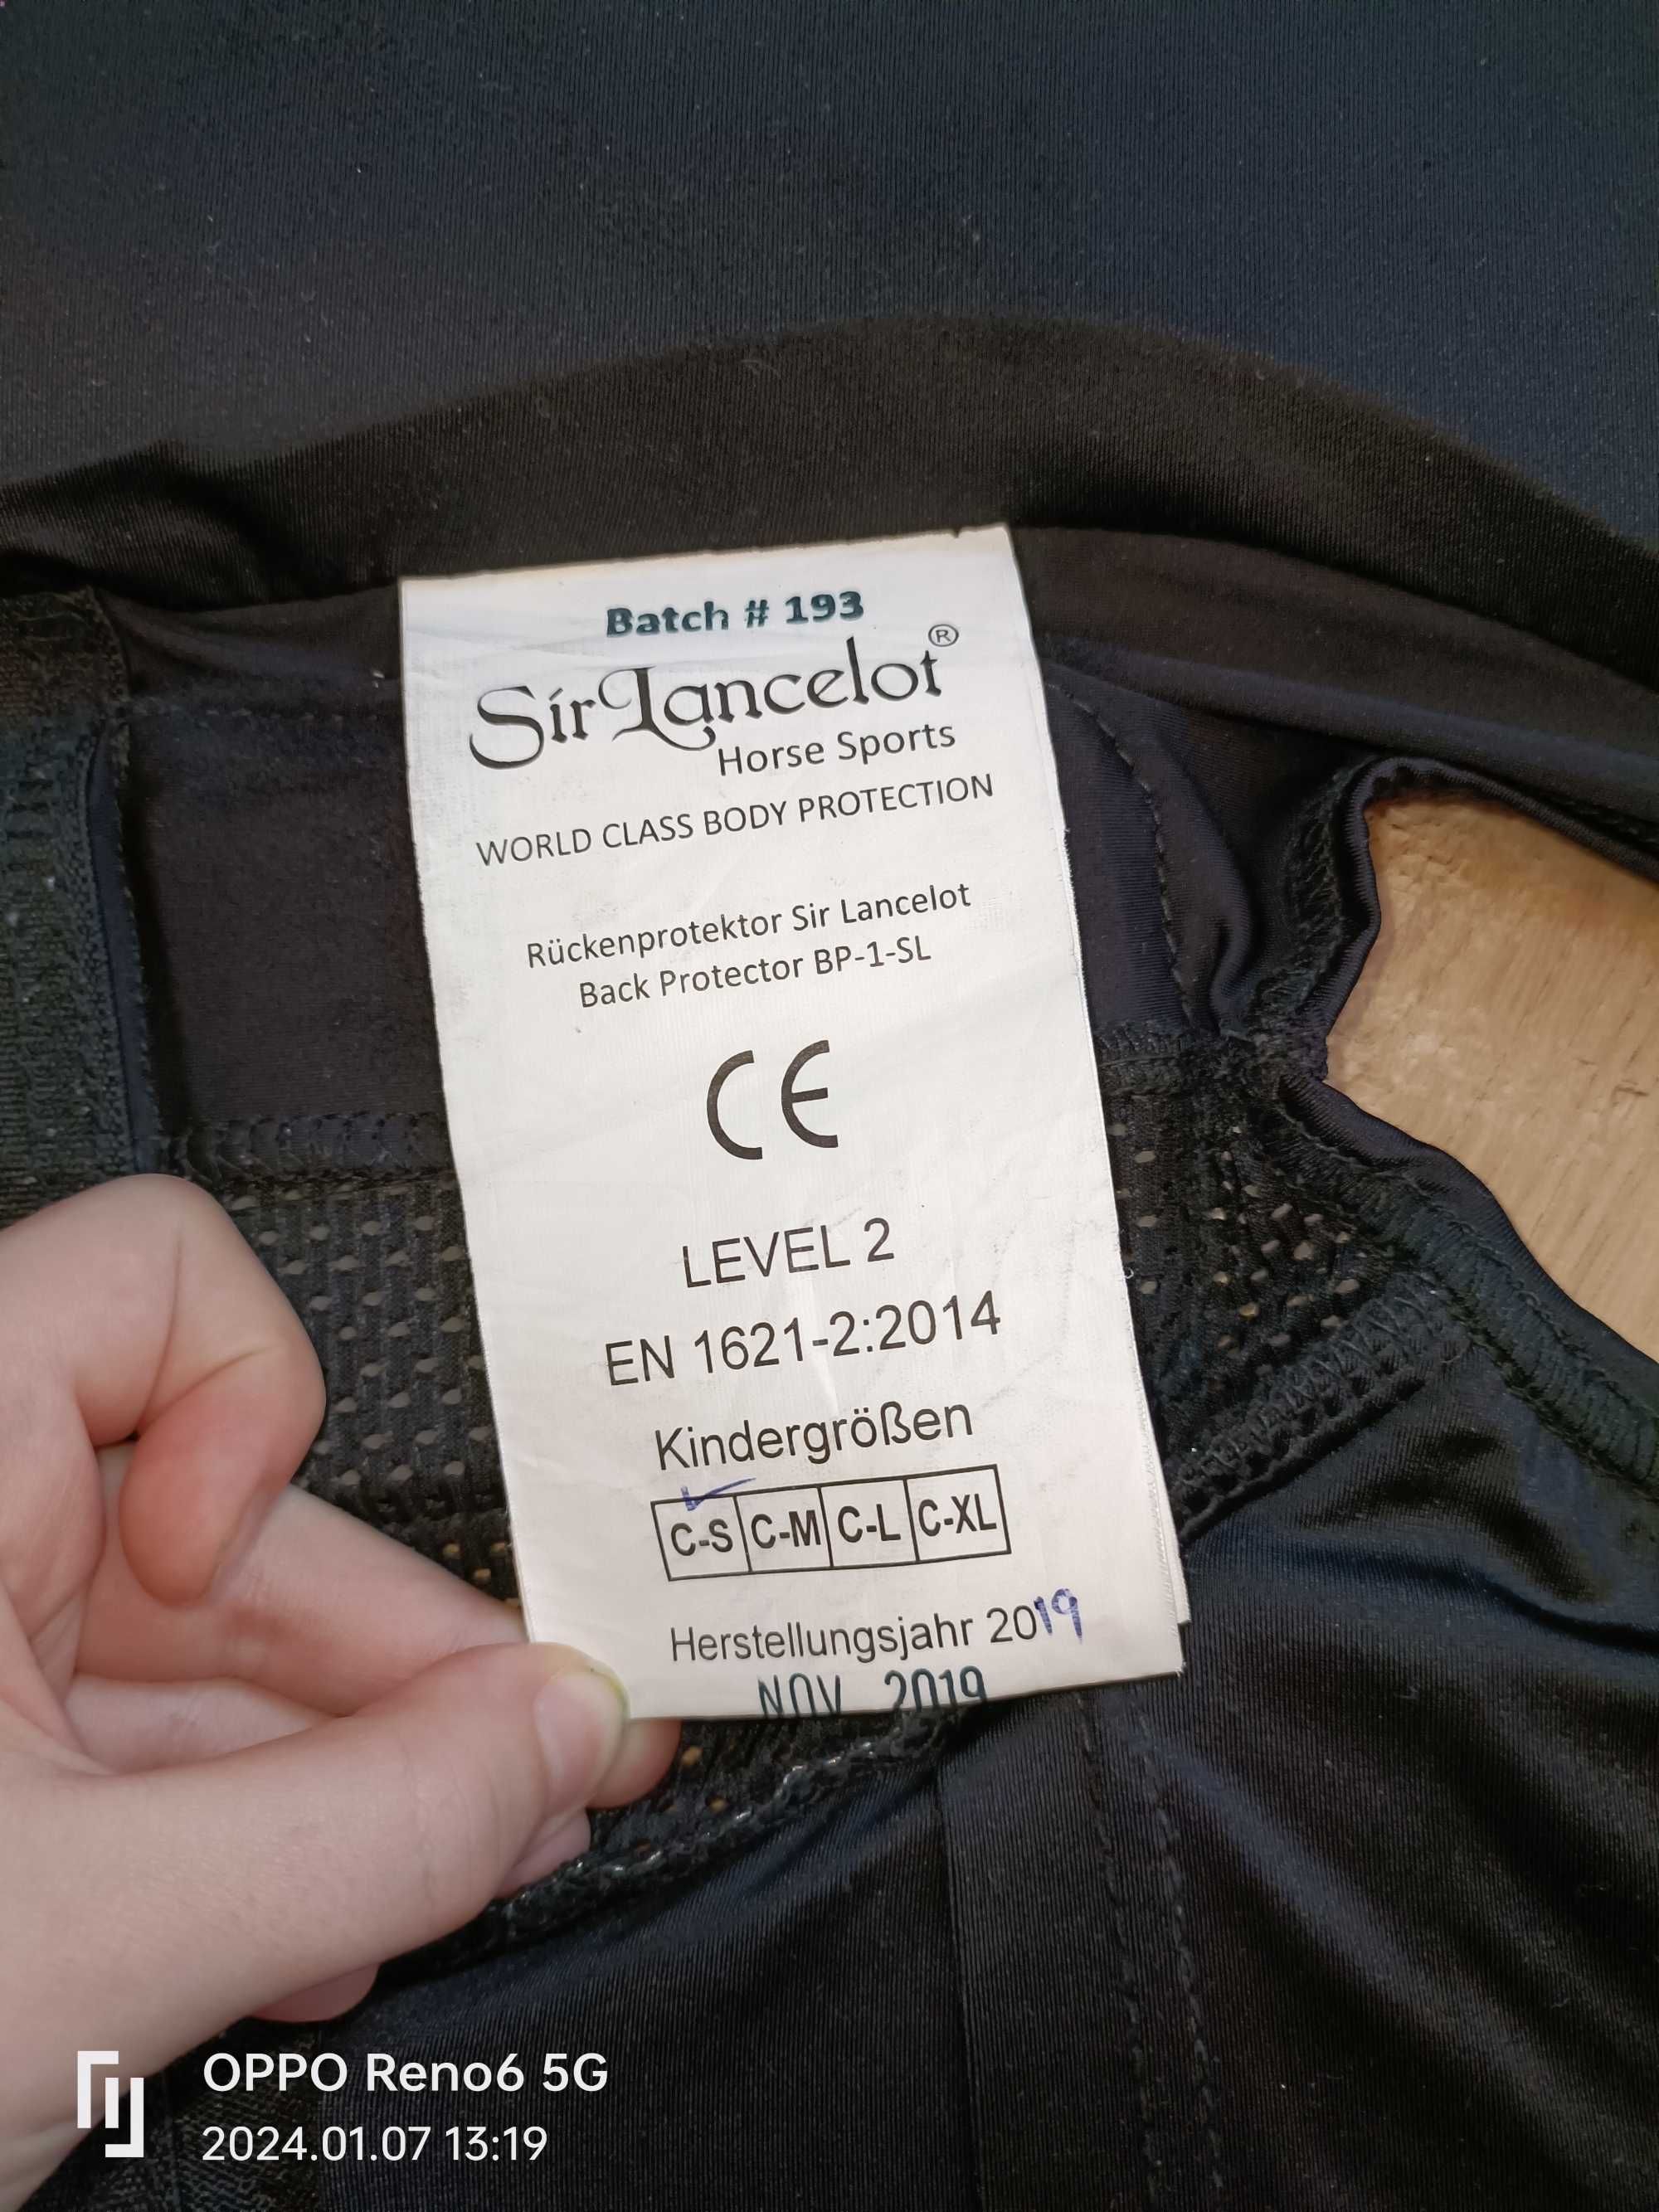 Batch # 193
Sir Lancelot®
Horse Sports
WORLD CLASS BODY PROTECTION
Rückenprotektor Sir Lancelot
Back Protector BP-1-SL
CE
LEVEL 2
EN 1621-2:2014
Kindergrößen
C-S C-M C-L C-XL
Herstellungsjahr 2019
NOV 2019
OPPO Reno6 5G
2024.01.07 13:19